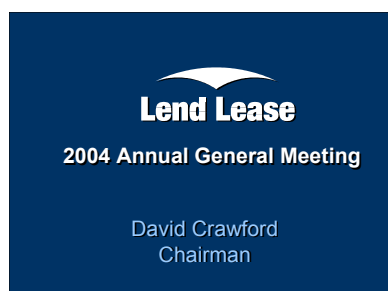 Lend Lease
2004 Annual General Meeting
David Crawford
Chairman